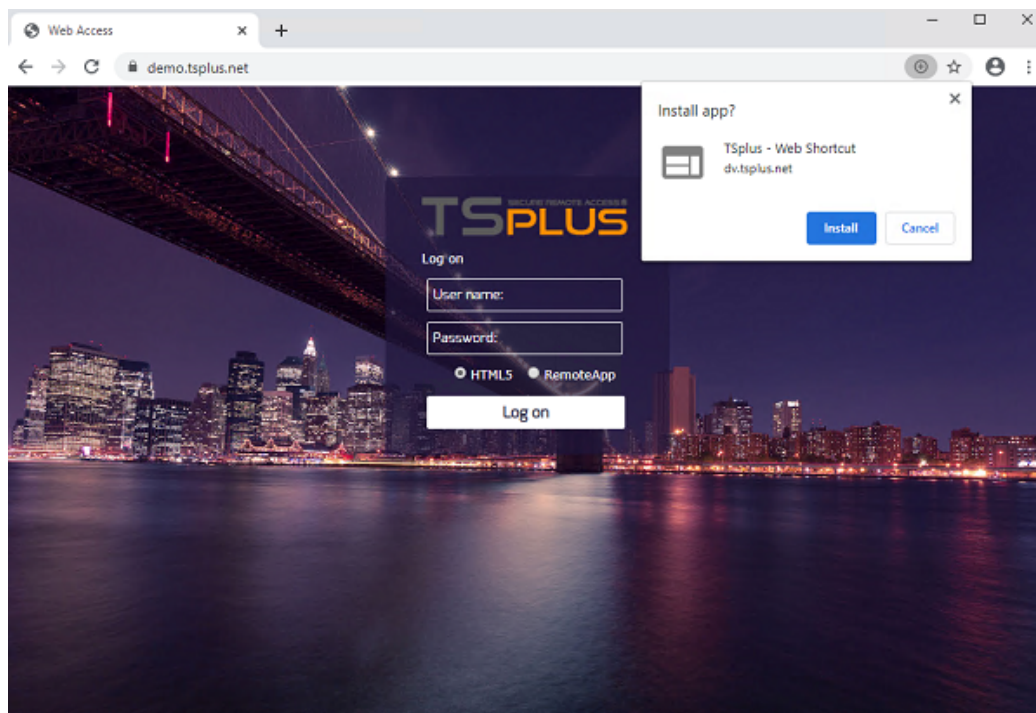 Web Access
demo.tsplus.net
Install app?
TSplus - Web Shortcut
dv.tsplus.net
Install
Cancel
SECURE REMOTE ACCESS®
TSPLUS
Log on
User name:
Password:
HTML5 RemoteApp
Log on